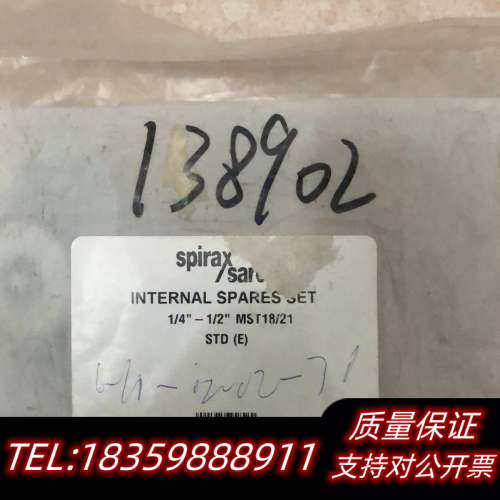 138902
spirax
/sarc
INTERNAL SPARES SET
1/4" – 1/2" MST18/21
STD (E)
质量保证
TEL:18359888911
支持对公开票